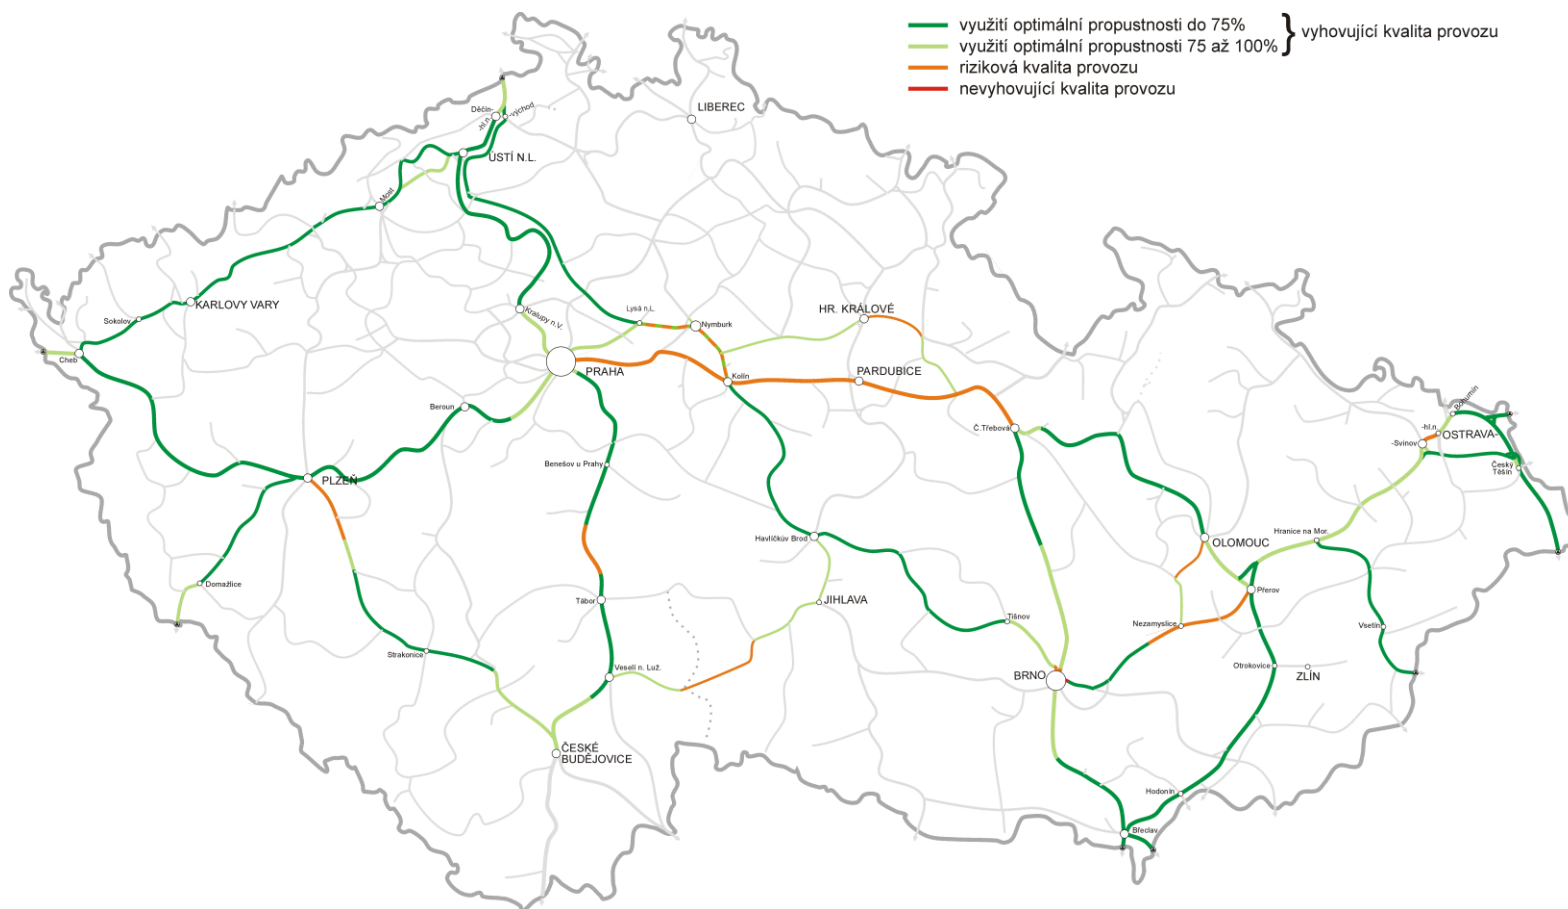 využití optimální propustnosti do 75%
využití optimální propustnosti 75 až 100%
vyhovující kvalita provozu
riziková kvalita provozu
nevyhovující kvalita provozu
Děčín-
-hl.n.
-východ
LIBEREC
ÚSTÍ N.L.
Most
KARLOVY VARY
Sokolov
Cheb
Kralupy n.V.
Lysá n.L.
Nymburk
HR. KRÁLOVÉ
PRAHA
Kolín
PARDUBICE
Beroun
Č.Třebová
Bohumín
-hl.n.
OSTRAVA-
-Svinov
Český
Těšín
Benešov u Prahy
PLZEŇ
Havlíčkův Brod
OLOMOUC
Hranice na Mor.
Domažlice
Tábor
JIHLAVA
Přerov
Tišnov
Nezamyslice
Vsetín
Strakonice
Veselí n. Luž.
BRNO
Otrokovice
ZLÍN
ČESKÉ
BUDĚJOVICE
Hodonín
Břeclav